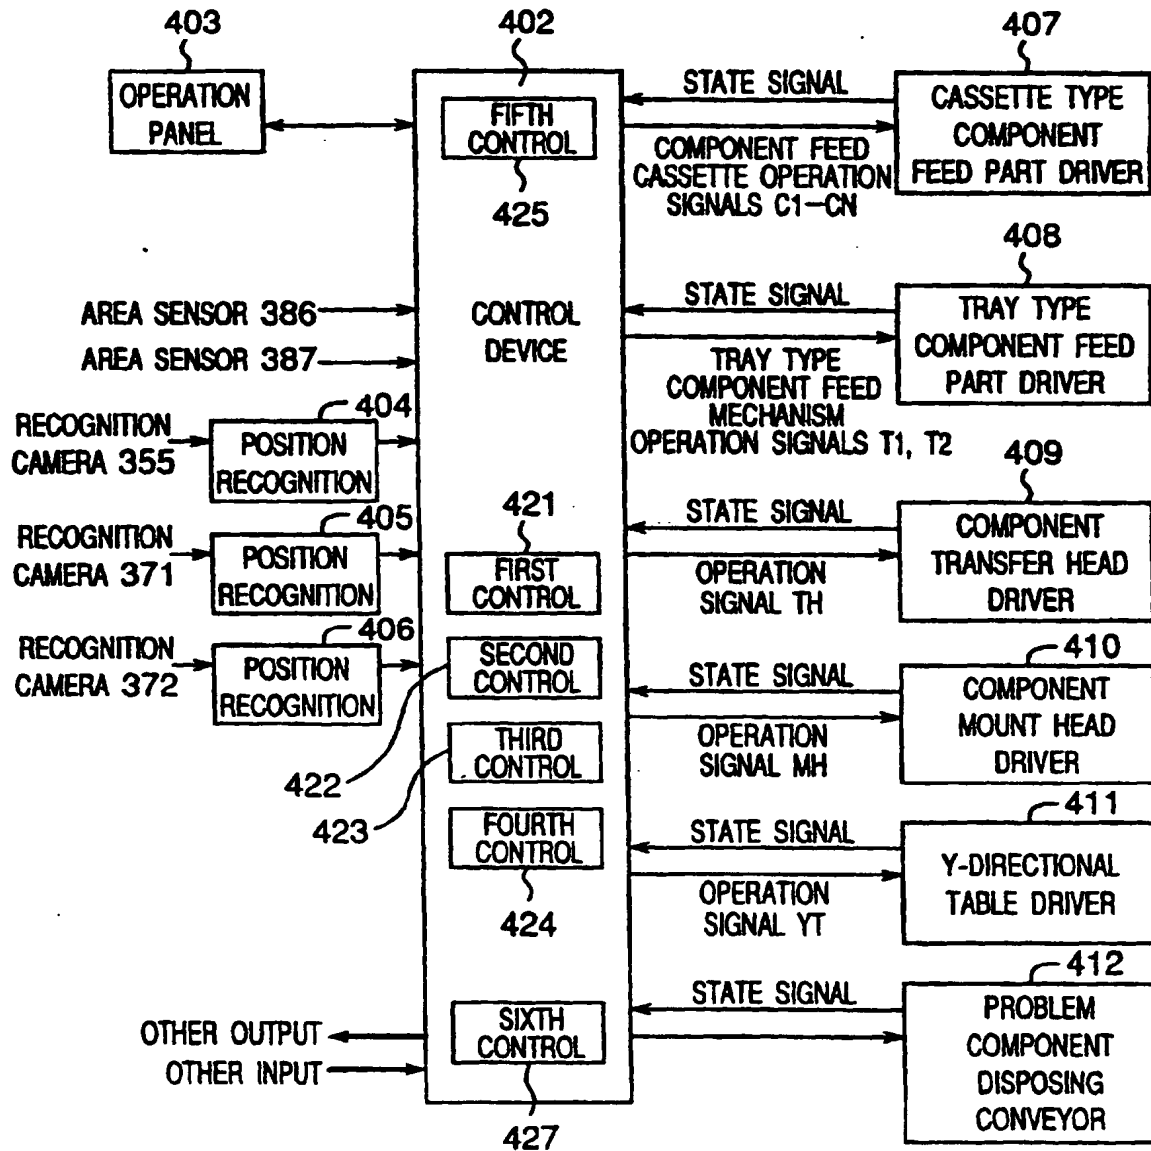 403
OPERATION
PANEL
402
FIFTH
CONTROL
425
CONTROL
DEVICE
AREA SENSOR 386
AREA SENSOR 387
RECOGNITION
CAMERA 355
404
POSITION
RECOGNITION
RECOGNITION
CAMERA 371
405
POSITION
RECOGNITION
RECOGNITION
CAMERA 372
406
POSITION
RECOGNITION
421
FIRST
CONTROL
SECOND
CONTROL
422
THIRD
CONTROL
423
FOURTH
CONTROL
424
SIXTH
CONTROL
427
OTHER OUTPUT
OTHER INPUT
STATE SIGNAL
COMPONENT FEED
CASSETTE OPERATION
SIGNALS C1-CN
407
CASSETTE TYPE
COMPONENT
FEED PART DRIVER
STATE SIGNAL
TRAY TYPE
COMPONENT FEED
MECHANISM
OPERATION SIGNALS T1, T2
408
TRAY TYPE
COMPONENT FEED
PART DRIVER
STATE SIGNAL
OPERATION
SIGNAL TH
409
COMPONENT
TRANSFER HEAD
DRIVER
STATE SIGNAL
OPERATION
SIGNAL MH
410
COMPONENT
MOUNT HEAD
DRIVER
STATE SIGNAL
OPERATION
SIGNAL YT
411
Y-DIRECTIONAL
TABLE DRIVER
STATE SIGNAL
412
PROBLEM
COMPONENT
DISPOSING
CONVEYOR